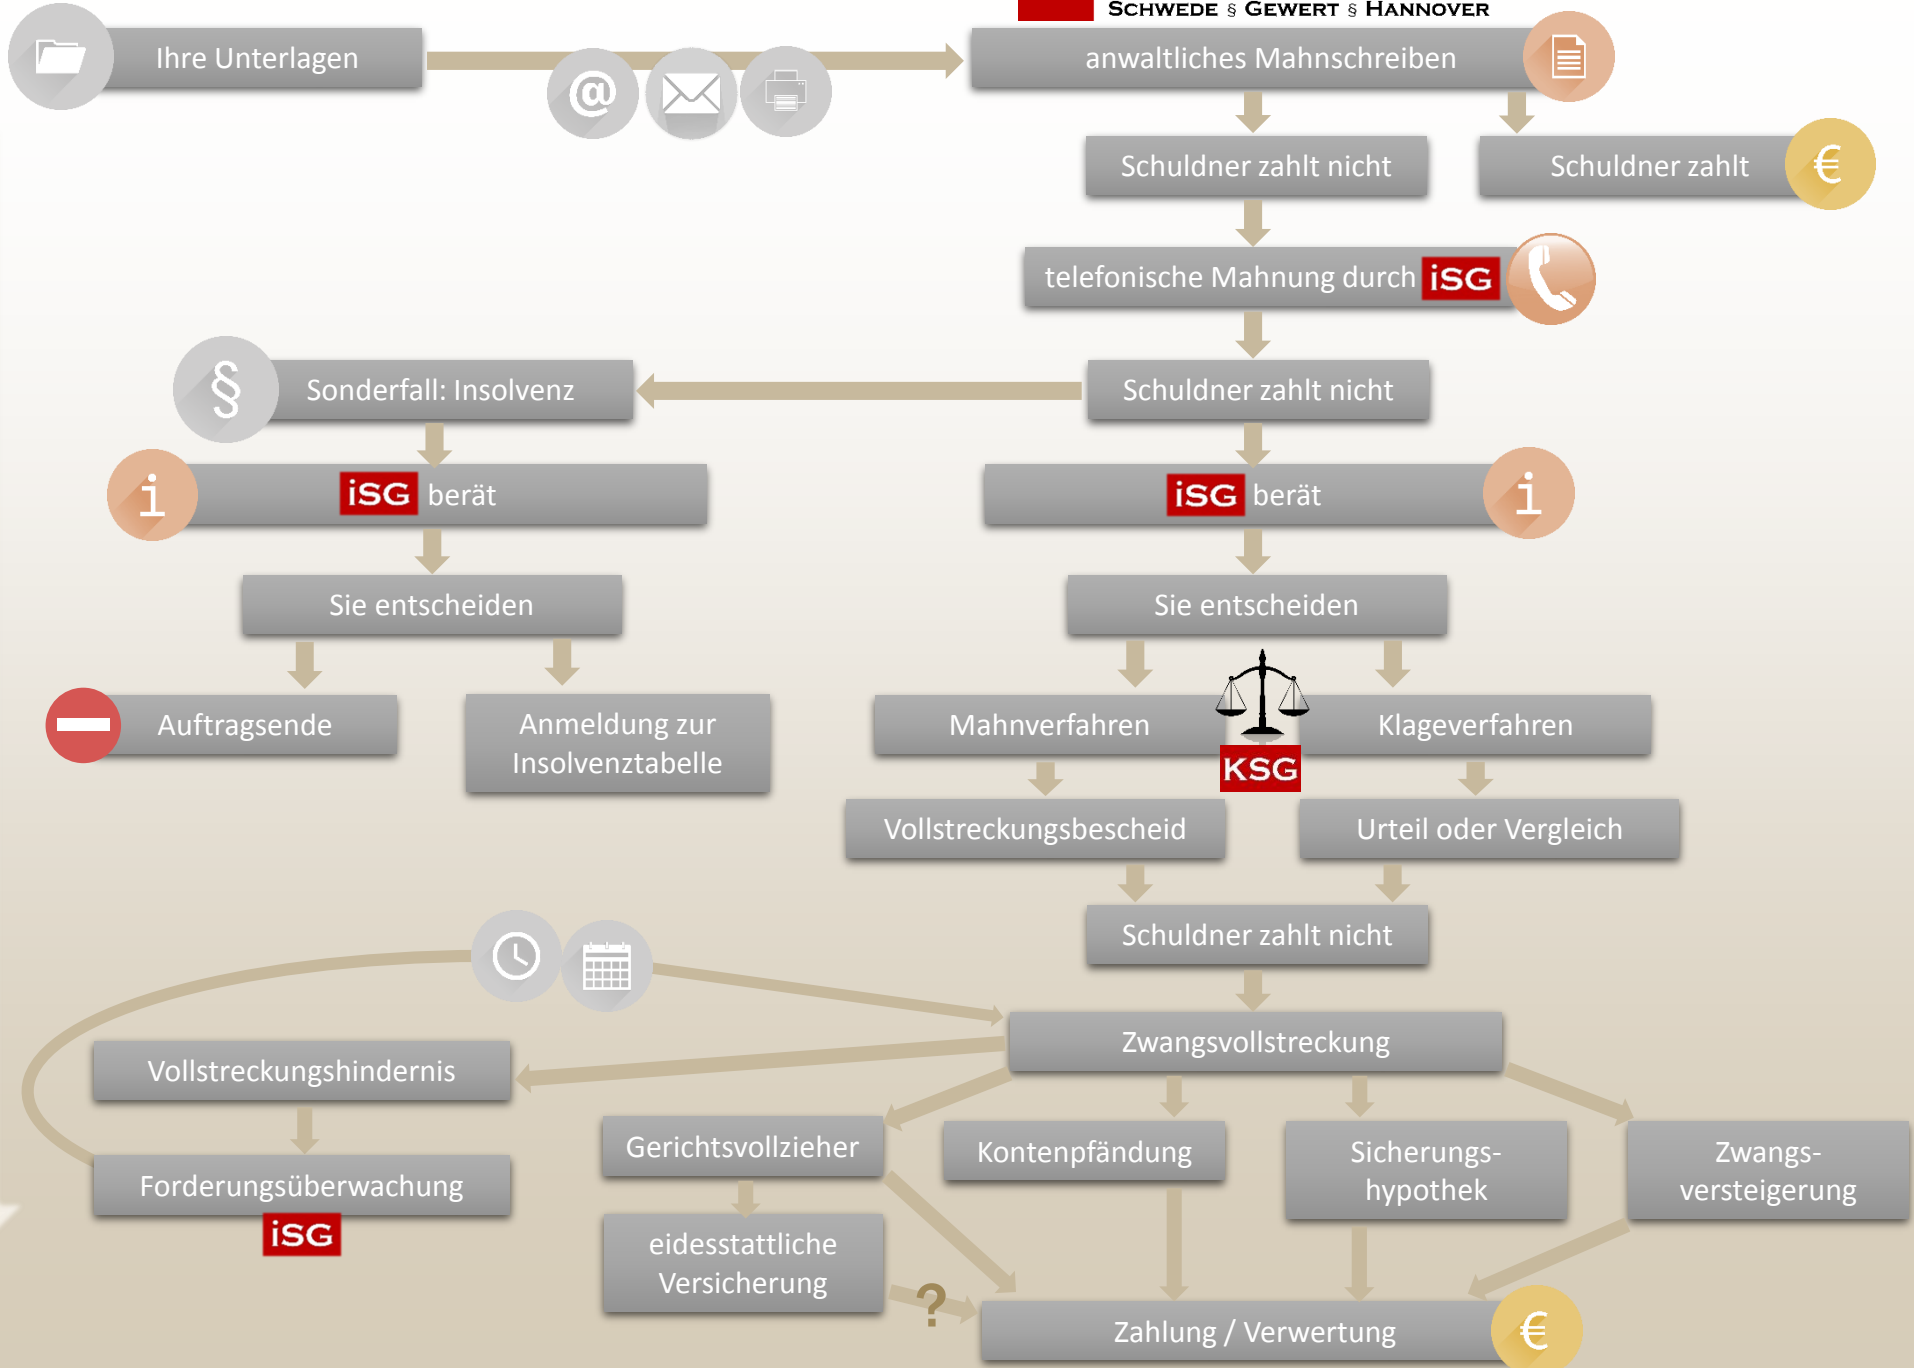 SCHWEDE § GEWERT § HANNOVER
Ihre Unterlagen
@
anwaltliches Mahnschreiben
Schuldner zahlt nicht
Schuldner zahlt
€
telefonische Mahnung durch iSG
§
Sonderfall: Insolvenz
Schuldner zahlt nicht
i
iSG berät
iSG berät
i
Sie entscheiden
Sie entscheiden
Auftragsende
Anmeldung zur
Insolvenztabelle
Mahnverfahren
Klageverfahren
KSG
Vollstreckungsbescheid
Urteil oder Vergleich
Schuldner zahlt nicht
Zwangsvollstreckung
Vollstreckungshindernis
Forderungsüberwachung
iSG
Gerichtsvollzieher
Kontenpfändung
Sicherungs-
hypothek
Zwangs-
versteigerung
eidesstattliche
Versicherung
?
Zahlung / Verwertung
€